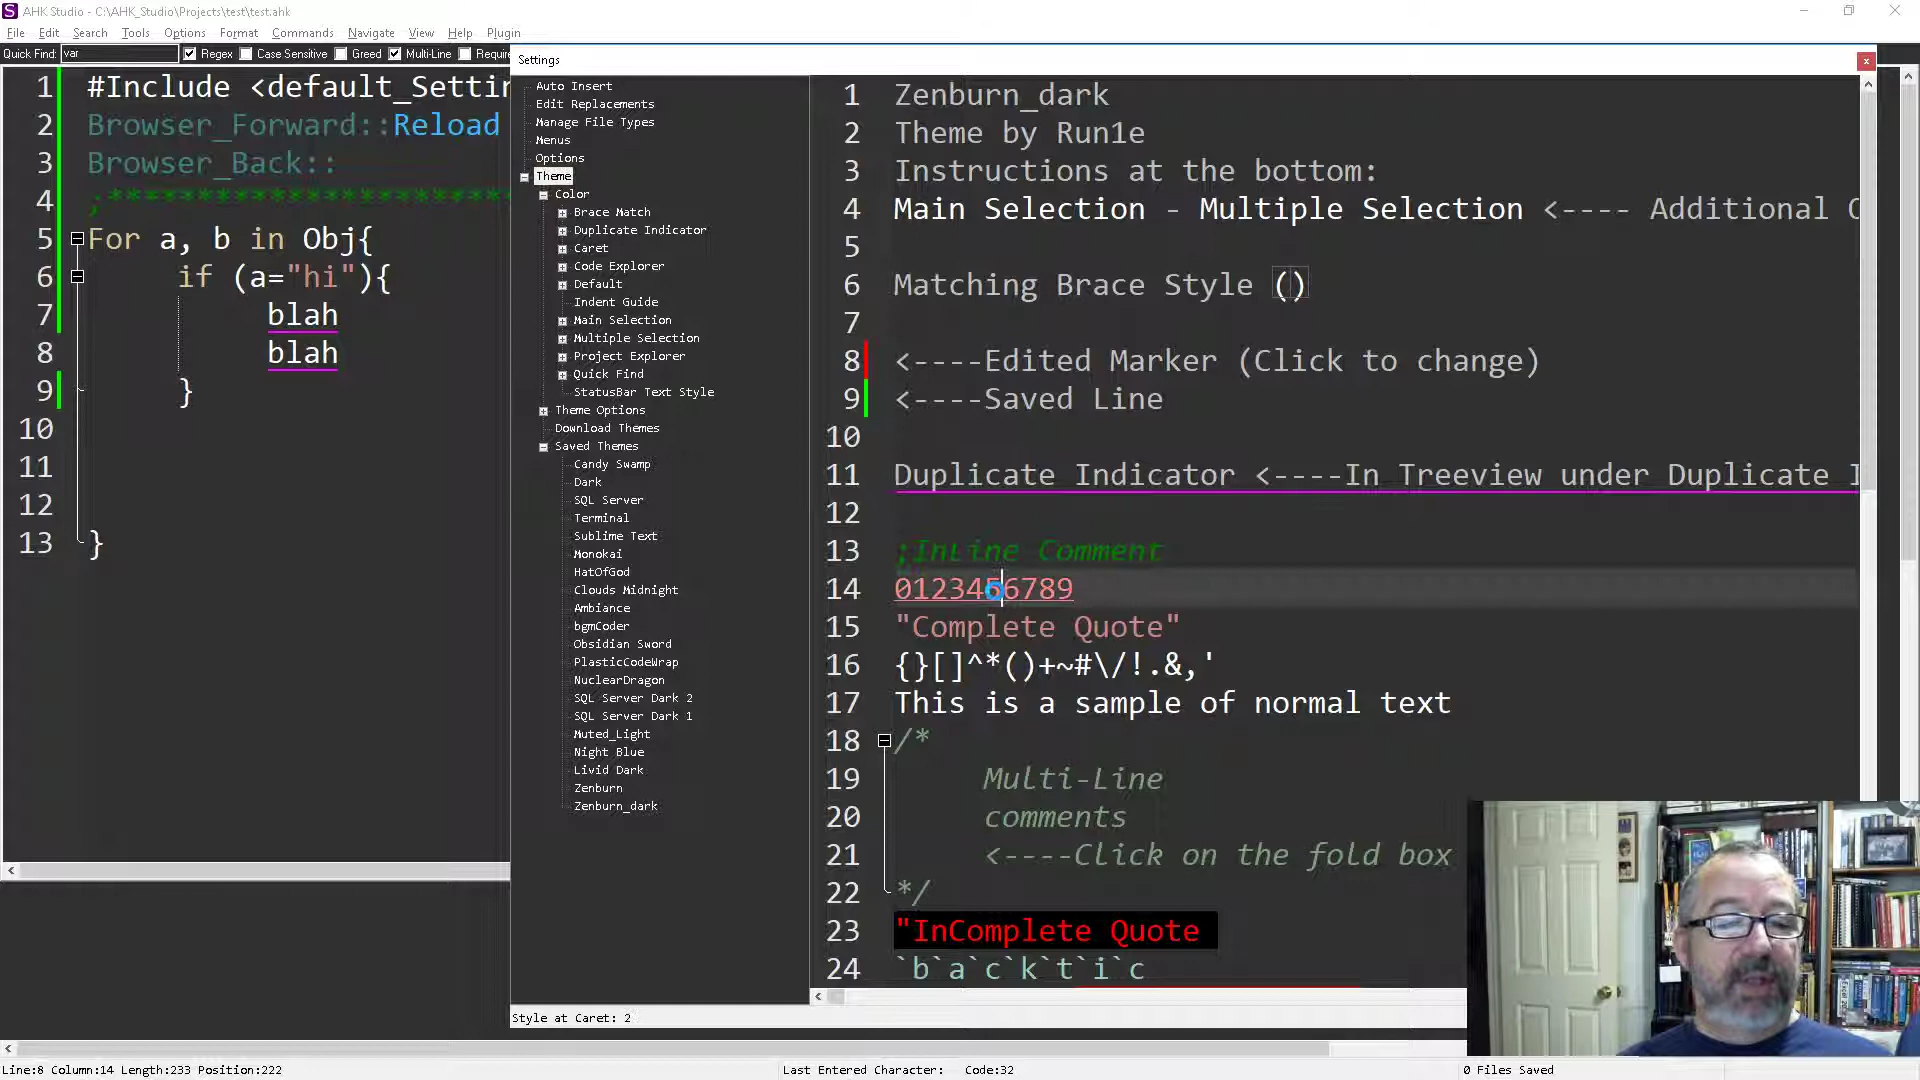 AHK Studio - C:\AHK_Studio\Projects\test\test.ahk
File Edit Search Tools Options Format Commands Navigate View Help Plugin
Quick Find: var Regex Case Sensitive Greed Multi-Line Require
1 #Include <default_Settin
2 Browser_Forward::Reload
3 Browser_Back::
4 ;************************
5 For a, b in Obj{
6 if (a="hi"){
7 blah
8 blah
9 }
10
11
12
13 }
Settings
Auto Insert
Edit Replacements
Manage File Types
Menus
Options
Theme
Color
Brace Match
Duplicate Indicator
Caret
Code Explorer
Default
Indent Guide
Main Selection
Multiple Selection
Project Explorer
Quick Find
StatusBar Text Style
Theme Options
Download Themes
Saved Themes
Candy Swamp
Dark
SQL Server
Terminal
Sublime Text
Monokai
HatOfGod
Clouds Midnight
Ambiance
bgmCoder
Obsidian Sword
PlasticCodeWrap
NuclearDragon
SQL Server Dark 2
SQL Server Dark 1
Muted_Light
Night Blue
Livid Dark
Zenburn
Zenburn_dark
1 Zenburn_dark
2 Theme by Run1e
3 Instructions at the bottom:
4 Main Selection - Multiple Selection <---- Additional
5
6 Matching Brace Style ()
7
8 <----Edited Marker (Click to change)
9 <----Saved Line
10
11 Duplicate Indicator <----In Treeview under Duplicate
12
13 ;InLine Comment
14 0123456789
15 "Complete Quote"
16 {}[]^*()+~#\/!.&,'
17 This is a sample of normal text
18 /*
19 Multi-Line
20 comments
21 <----Click on the fold box
22 */
23 "InComplete Quote
24 `b`a`c`k`t`i`c
Style at Caret: 2
Line:8 Column:14 Length:233 Position:222 Last Entered Character: Code:32 0 Files Saved